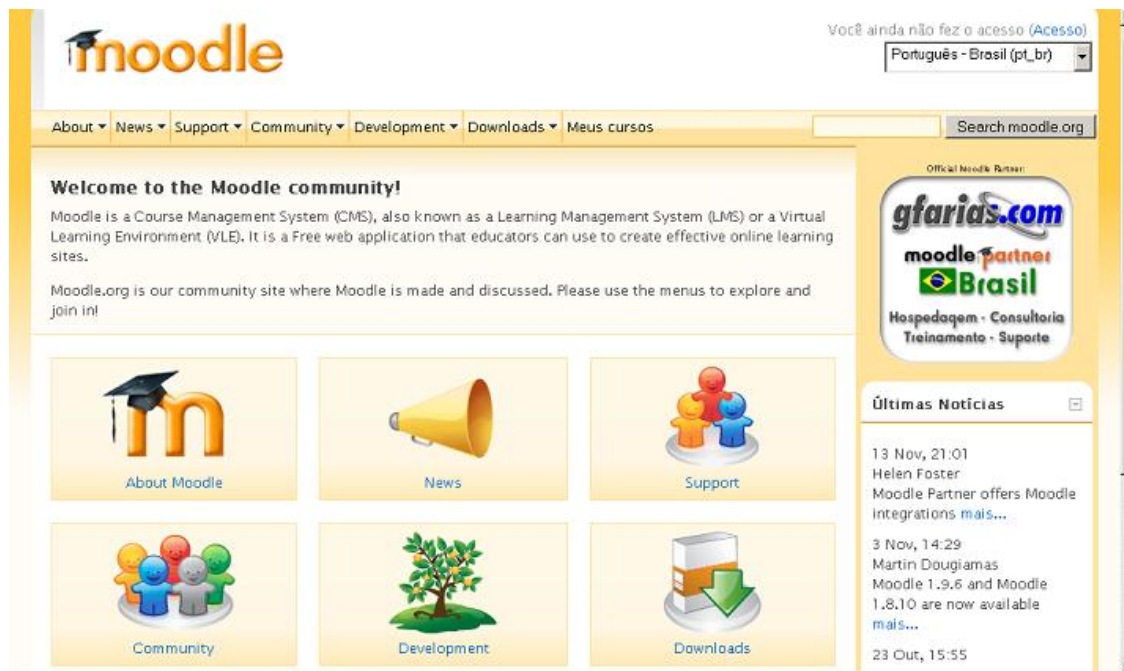 moodle
Você ainda não fez o acesso (Acesso)
Português - Brasil (pt_br)
About News Support Community Development Downloads Meus cursos
Search moodle.org
Welcome to the Moodle community!
Moodle is a Course Management System (CMS), also known as a Learning Management System (LMS) or a Virtual
Learning Environment (VLE). It is a Free web application that educators can use to create effective online learning
sites.
Moodle.org is our community site where Moodle is made and discussed. Please use the menus to explore and
join in!
About Moodle
News
Support
Community
Development
Downloads
Official Moodle Partner:
gfarias.com
moodle partner
Brasil
Hospedagem - Consultoria
Treinamento - Suporte
Últimas Notícias
13 Nov, 21:01
Helen Foster
Moodle Partner offers Moodle
integrations mais...
3 Nov, 14:29
Martin Dougiamas
Moodle 1.9.6 and Moodle
1.8.10 are now available
mais...
23 Out, 15:55